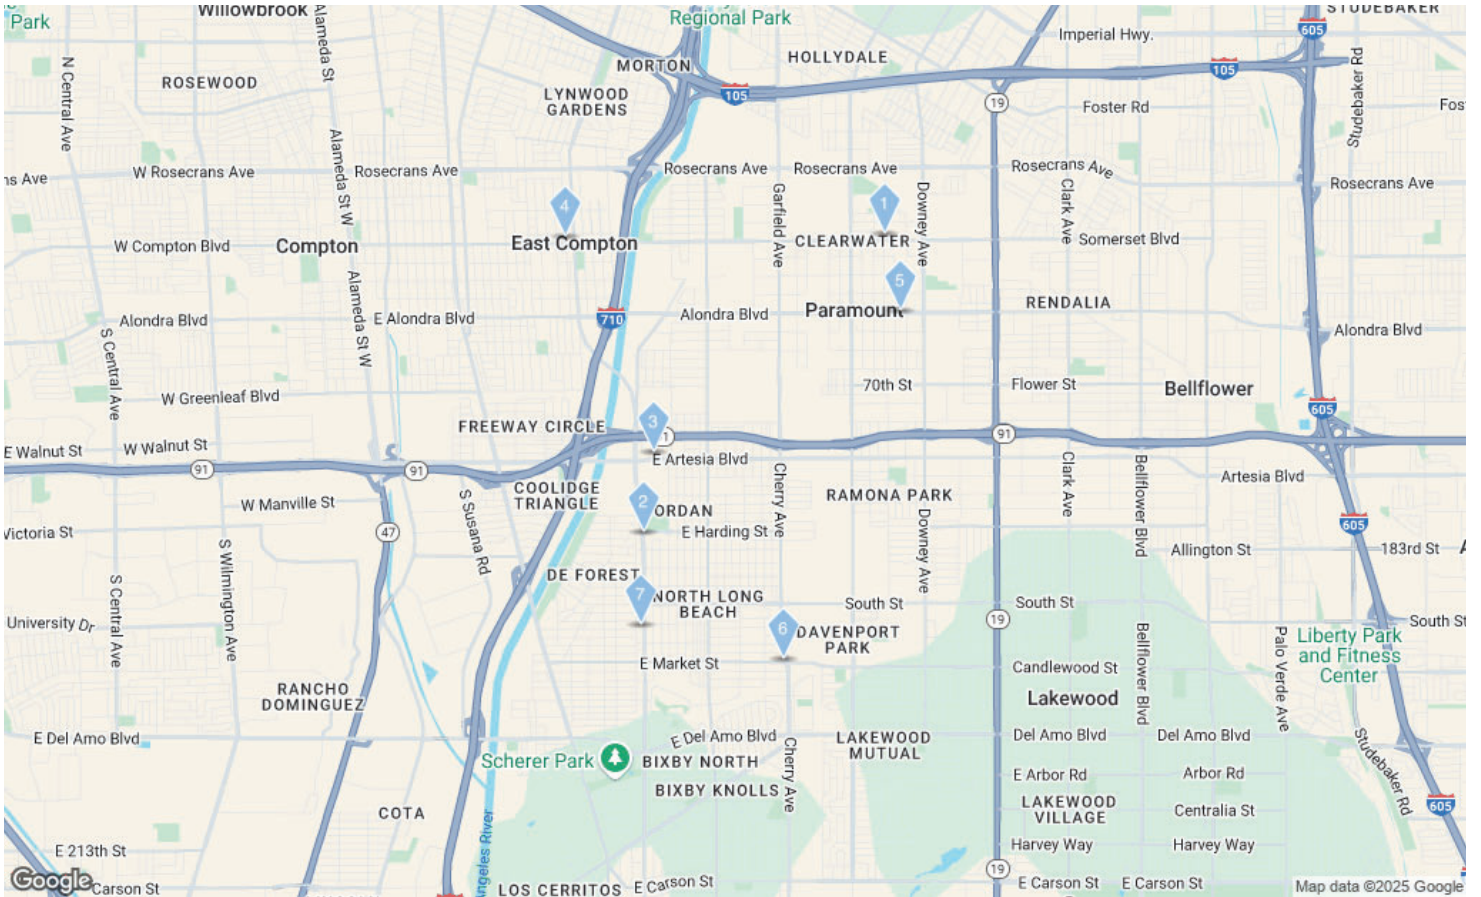 Willowbrook
Park
Alameda St
Regional Park
STUDEBAKER
605
Imperial Hwy.
HOLLYDALE
MORTON
105
105
ROSEWOOD
N Central Ave
LYNWOOD
GARDENS
19
Foster Rd
Studebaker Rd
Fos
Alameda St W
W Rosecrans Ave
Rosecrans Ave
Rosecrans Ave
Rosecrans Ave
Rosecrans Ave
Rosecrans Ave
ns Ave
4
1
Garfield Ave
Downey Ave
Clark Ave
W Compton Blvd
Compton
East Compton
CLEARWATER
Somerset Blvd
Alameda St W
5
Paramount
RENDALIA
Alondra Blvd
E Alondra Blvd
710
Alondra Blvd
Alondra Blvd
S Central Ave
W Greenleaf Blvd
70th St
Flower St
Bellflower
605
FREEWAY CIRCLE
3
1
91
E Walnut St
W Walnut St
91
91
E Artesia Blvd
Artesia Blvd
COOLIDGE
TRIANGLE
W Manville St
S Susana Rd
2
ORDAN
E Harding St
Cherry Ave
RAMONA PARK
Downey Ave
Clark Ave
Bellflower Blvd
605
Victoria St
47
Allington St
183rd St
A
S Wilmington Ave
S Central Ave
DE FOREST
7
NORTH LONG
BEACH
South St
South St
South St
19
University Dr
6
DAVENPORT
PARK
Liberty Park
and Fitness
Center
E Market St
Candlewood St
Bellflower Blvd
Palo Verde Ave
RANCHO
DOMINGUEZ
Lakewood
E Del Amo Blvd
E Del Amo Blvd
LAKEWOOD
MUTUAL
Del Amo Blvd
Del Amo Blvd
Studebaker Rd
Scherer Park
BIXBY NORTH
Cherry Ave
BIXBY KNOLLS
E Arbor Rd
Arbor Rd
COTA
LAKEWOOD
VILLAGE
Centralia St
605
Harvey Way
Harvey Way
E 213th St
Angeles River
19
Google
Carson St
LOS CERRITOS
E Carson St
E Carson St
E Carson St
Map data ©2025 Google